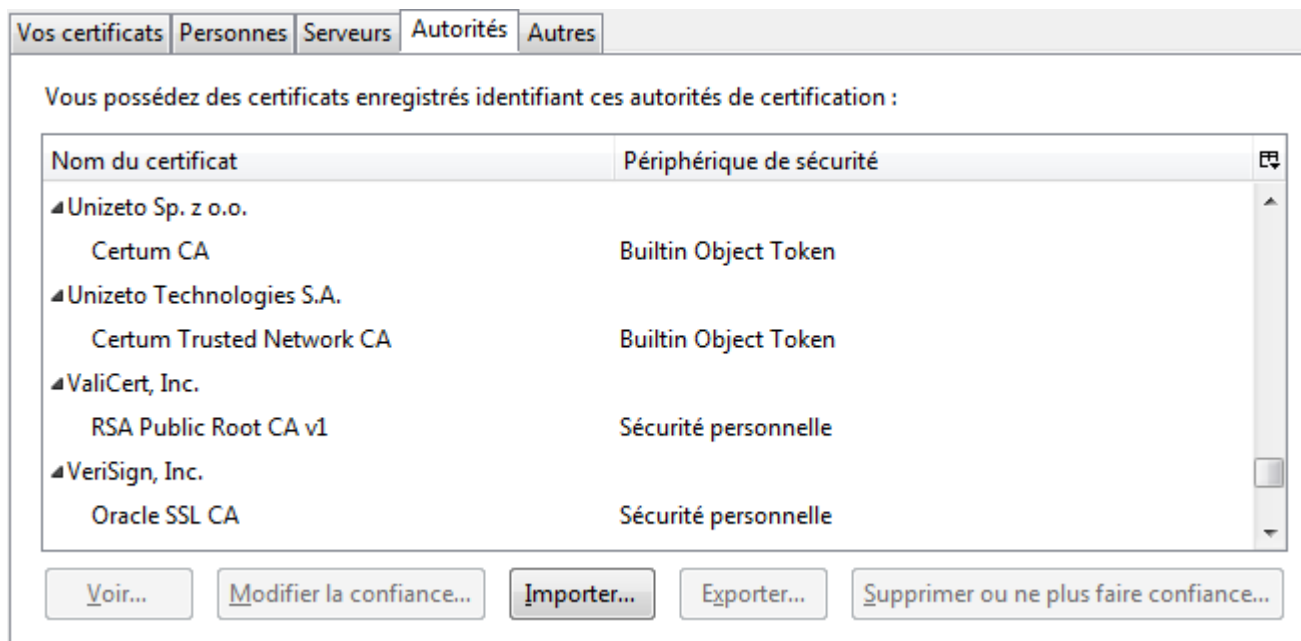 Vos certificats Personnes Serveurs Autorités Autres
Vous possédez des certificats enregistrés identifiant ces autorités de certification :
Nom du certificat Périphérique de sécurité
Unizeto Sp. z o.o.
Certum CA Builtin Object Token
Unizeto Technologies S.A.
Certum Trusted Network CA Builtin Object Token
ValiCert, Inc.
RSA Public Root CA v1 Sécurité personnelle
VeriSign, Inc.
Oracle SSL CA Sécurité personnelle
Voir... Modifier la confiance... Importer... Exporter... Supprimer ou ne plus faire confiance...